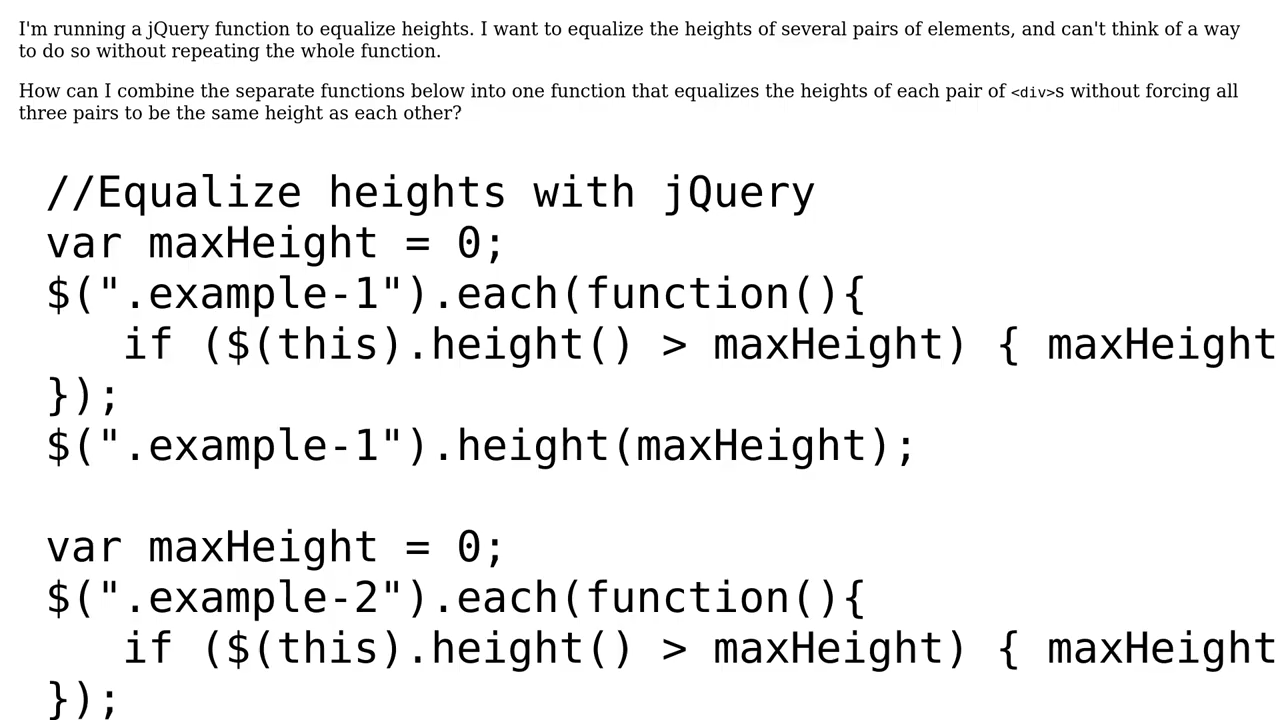 I'm running a jQuery function to equalize heights. I want to equalize the heights of several pairs of elements, and can't think of a way
to do so without repeating the whole function.
How can I combine the separate functions below into one function that equalizes the heights of each pair of <div>s without forcing all
three pairs to be the same height as each other?
//Equalize heights with jQuery
var maxHeight = 0;
$(".example-1").each(function(){
   if ($(this).height() > maxHeight) { maxHeight
});
$(".example-1").height(maxHeight);
var maxHeight = 0;
$(".example-2").each(function(){
   if ($(this).height() > maxHeight) { maxHeight
});